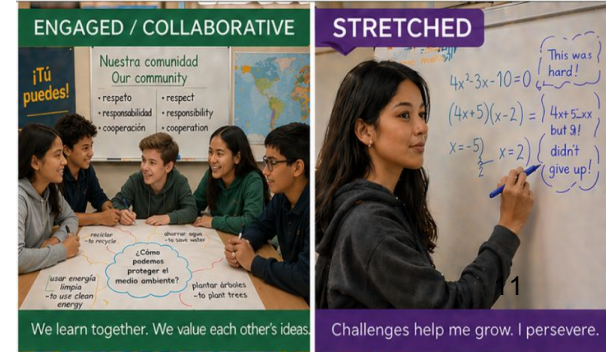 ENGAGED / COLLABORATIVE
¡Tú
puedes!
Nuestra comunidad
Our community
• respeto
• responsabilidad
• cooperación
• respect
• responsibility
• cooperation
reciclar
-to recycle
ahorrar agua
-to save water
¿Cómo
podemos
proteger el
medio ambiente?
usar energía
limpia
-to use clean
energy
plantar árboles
-to plant trees
We learn together. We value each other's ideas.
STRETCHED
4x²-3x-10=0
(4x+5)(x-2) =
x=-5)
2
x=2)
This was
hard!
but 9!
didn't
give up!
11
Challenges help me grow. I persevere.